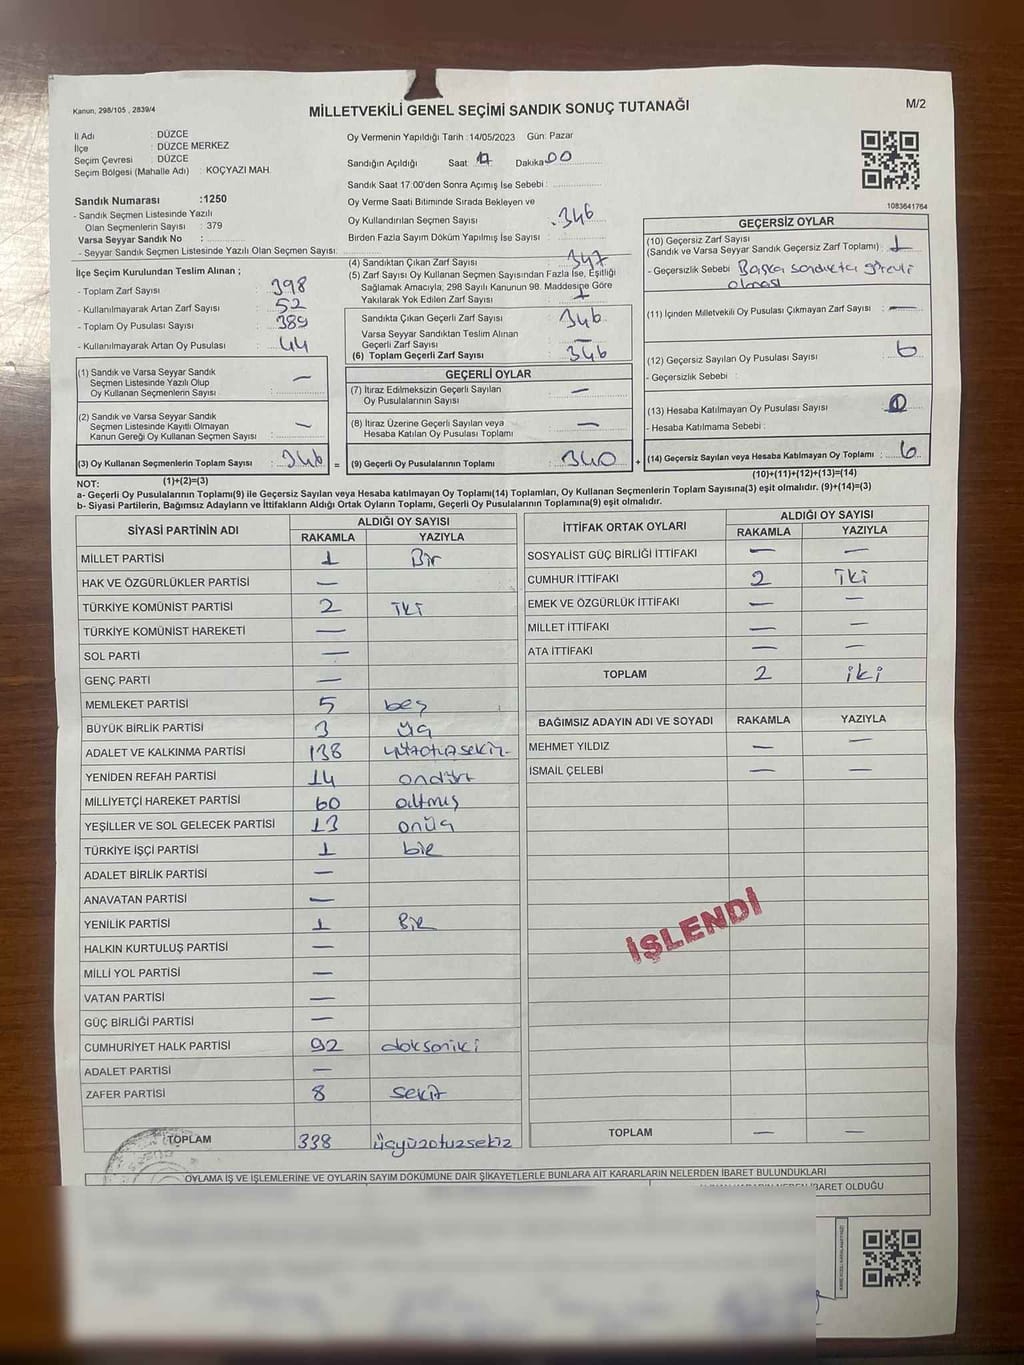 Kanun, 298/105 , 2839/4
MİLLETVEKİLİ GENEL SEÇİMİ SANDIK SONUÇ TUTANAĞI
M/2
İl Adı : DÜZCE
İlçe : DÜZCE MERKEZ
Seçim Çevresi : DÜZCE
Seçim Bölgesi (Mahalle Adı) : KOÇYAZI MAH.
Sandık Numarası :1250
- Sandık Seçmen Listesinde Yazılı
Olan Seçmenlerin Sayısı : 379
Varsa Seyyar Sandık No :
- Seyyar Sandık Seçmen Listesinde Yazılı Olan Seçmen Sayısı:
Oy Vermenin Yapıldığı Tarih :14/05/2023 Gün: Pazar
Sandığın Açıldığı Saat Dakika 00
Sandık Saat 17:00'den Sonra Açılmış İse Sebebi :
Oy Verme Saati Bitiminde Sırada Bekleyen ve
Oy Kullandırılan Seçmen Sayısı : 346
Birden Fazla Sayım Döküm Yapılmış İse Sayısı :
1083641764
İlçe Seçim Kurulundan Teslim Alınan ;
- Toplam Zarf Sayısı : 398
- Kullanılmayarak Artan Zarf Sayısı : 52
- Toplam Oy Pusulası Sayısı : 389
- Kullanılmayarak Artan Oy Pusulası : 44
(1) Sandık ve Varsa Seyyar Sandık
Seçmen Listesinde Yazılı Olup
Oy Kullanan Seçmenlerin Sayısı : —
(2) Sandık ve Varsa Seyyar Sandık
Seçmen Listesinde Kayıtlı Olmayan
Kanun Gereği Oy Kullanan Seçmen Sayısı : —
(3) Oy Kullanan Seçmenlerin Toplam Sayısı : 346 =
(1)+(2)=(3)
(4) Sandıktan Çıkan Zarf Sayısı : 347
(5) Zarf Sayısı Oy Kullanan Seçmen Sayısından Fazla İse, Eşitliği
Sağlamak Amacıyla, 298 Sayılı Kanunun 98. Maddesine Göre
Yakılarak Yok Edilen Zarf Sayısı : 1
Sandıkta Çıkan Geçerli Zarf Sayısı : 346
Varsa Seyyar Sandıktan Teslim Alınan
Geçerli Zarf Sayısı : —
(6) Toplam Geçerli Zarf Sayısı : 346
GEÇERLİ OYLAR
(7) İtiraz Edilmeksizin Geçerli Sayılan
Oy Pusulalarının Sayısı : —
(8) İtiraz Üzerine Geçerli Sayılan veya
Hesaba Katılan Oy Pusulası Toplamı : —
(9) Geçerli Oy Pusulalarının Toplamı : 340 +
GEÇERSİZ OYLAR
(10) Geçersiz Zarf Sayısı
(Sandık ve Varsa Seyyar Sandık Geçersiz Zarf Toplamı) : 1
- Geçersizlik Sebebi : Başka sandıkta görevli
olması
(11) İçinden Milletvekili Oy Pusulası Çıkmayan Zarf Sayısı : —
(12) Geçersiz Sayılan Oy Pusulası Sayısı : 6
- Geçersizlik Sebebi :
(13) Hesaba Katılmayan Oy Pusulası Sayısı :
- Hesaba Katılmama Sebebi :
(14) Geçersiz Sayılan veya Hesaba Katılmayan Oy Toplamı : 6
(10)+(11)+(12)+(13)=(14)
NOT:
a- Geçerli Oy Pusulalarının Toplamı(9) ile Geçersiz Sayılan veya Hesaba katılmayan Oy Toplamı(14) Toplamları, Oy Kullanan Seçmenlerin Toplam Sayısına(3) eşit olmalıdır. (9)+(14)=(3)
b- Siyasi Partilerin, Bağımsız Adayların ve İttifakların Aldığı Ortak Oyların Toplamı, Geçerli Oy Pusulalarının Toplamına(9) eşit olmalıdır.
SİYASİ PARTİNİN ADI ALDIĞI OY SAYISI
RAKAMLA YAZIYLA
MİLLET PARTİSİ 1 Bir
HAK VE ÖZGÜRLÜKLER PARTİSİ —
TÜRKİYE KOMÜNİST PARTİSİ 2 iki
TÜRKİYE KOMÜNİST HAREKETİ —
SOL PARTİ —
GENÇ PARTİ —
MEMLEKET PARTİSİ 5 beş
BÜYÜK BİRLİK PARTİSİ 3 üç
ADALET VE KALKINMA PARTİSİ 138 yüzotuzsekiz
YENİDEN REFAH PARTİSİ 14 ondört
MİLLİYETÇİ HAREKET PARTİSİ 60 altmış
YEŞİLLER VE SOL GELECEK PARTİSİ 13 onüç
TÜRKİYE İŞÇİ PARTİSİ 1 bir
ADALET BİRLİK PARTİSİ —
ANAVATAN PARTİSİ —
YENİLİK PARTİSİ 1 Bir
HALKIN KURTULUŞ PARTİSİ —
MİLLİ YOL PARTİSİ —
VATAN PARTİSİ —
GÜÇ BİRLİĞİ PARTİSİ —
CUMHURİYET HALK PARTİSİ 92 doksaniki
ADALET PARTİSİ —
ZAFER PARTİSİ 8 sekiz
TOPLAM 338 üçyüzotuzsekiz
İTTİFAK ORTAK OYLARI ALDIĞI OY SAYISI
RAKAMLA YAZIYLA
SOSYALİST GÜÇ BİRLİĞİ İTTİFAKI — —
CUMHUR İTTİFAKI 2 iki
EMEK VE ÖZGÜRLÜK İTTİFAKI — —
MİLLET İTTİFAKI — —
ATA İTTİFAKI — —
TOPLAM 2 iki
BAĞIMSIZ ADAYIN ADI VE SOYADI RAKAMLA YAZIYLA
MEHMET YILDIZ — —
İSMAİL ÇELEBİ — —
İŞLENDİ
TOPLAM — —
OYLAMA İŞ VE İŞLEMLERİNE VE OYLARIN SAYIM DÖKÜMÜNE DAİR ŞİKAYETLERLE BUNLARA AİT KARARLARIN NELERDEN İBARET BULUNDUKLARI
İBARET OLDUĞU